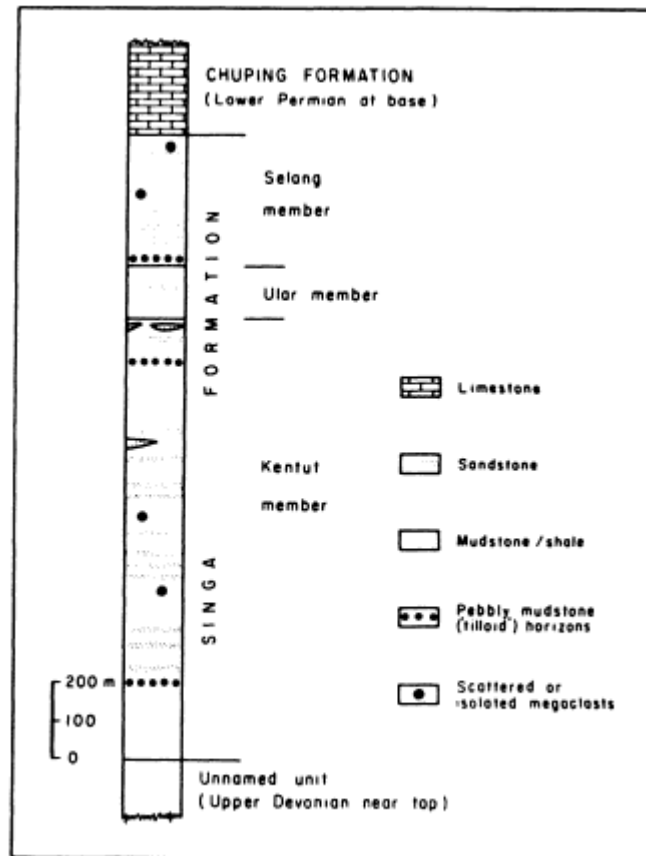 CHUPING FORMATION
(Lower Permian at base)
Selang
member
Ular member
SINGA FORMATION
Kentut
member
Limestone
Sandstone
Mudstone/shale
Pebbly mudstone
(tilloid) horizons
Scattered or
isolated megaclasts
200 m
100
0
Unnamed unit
(Upper Devonian near top)